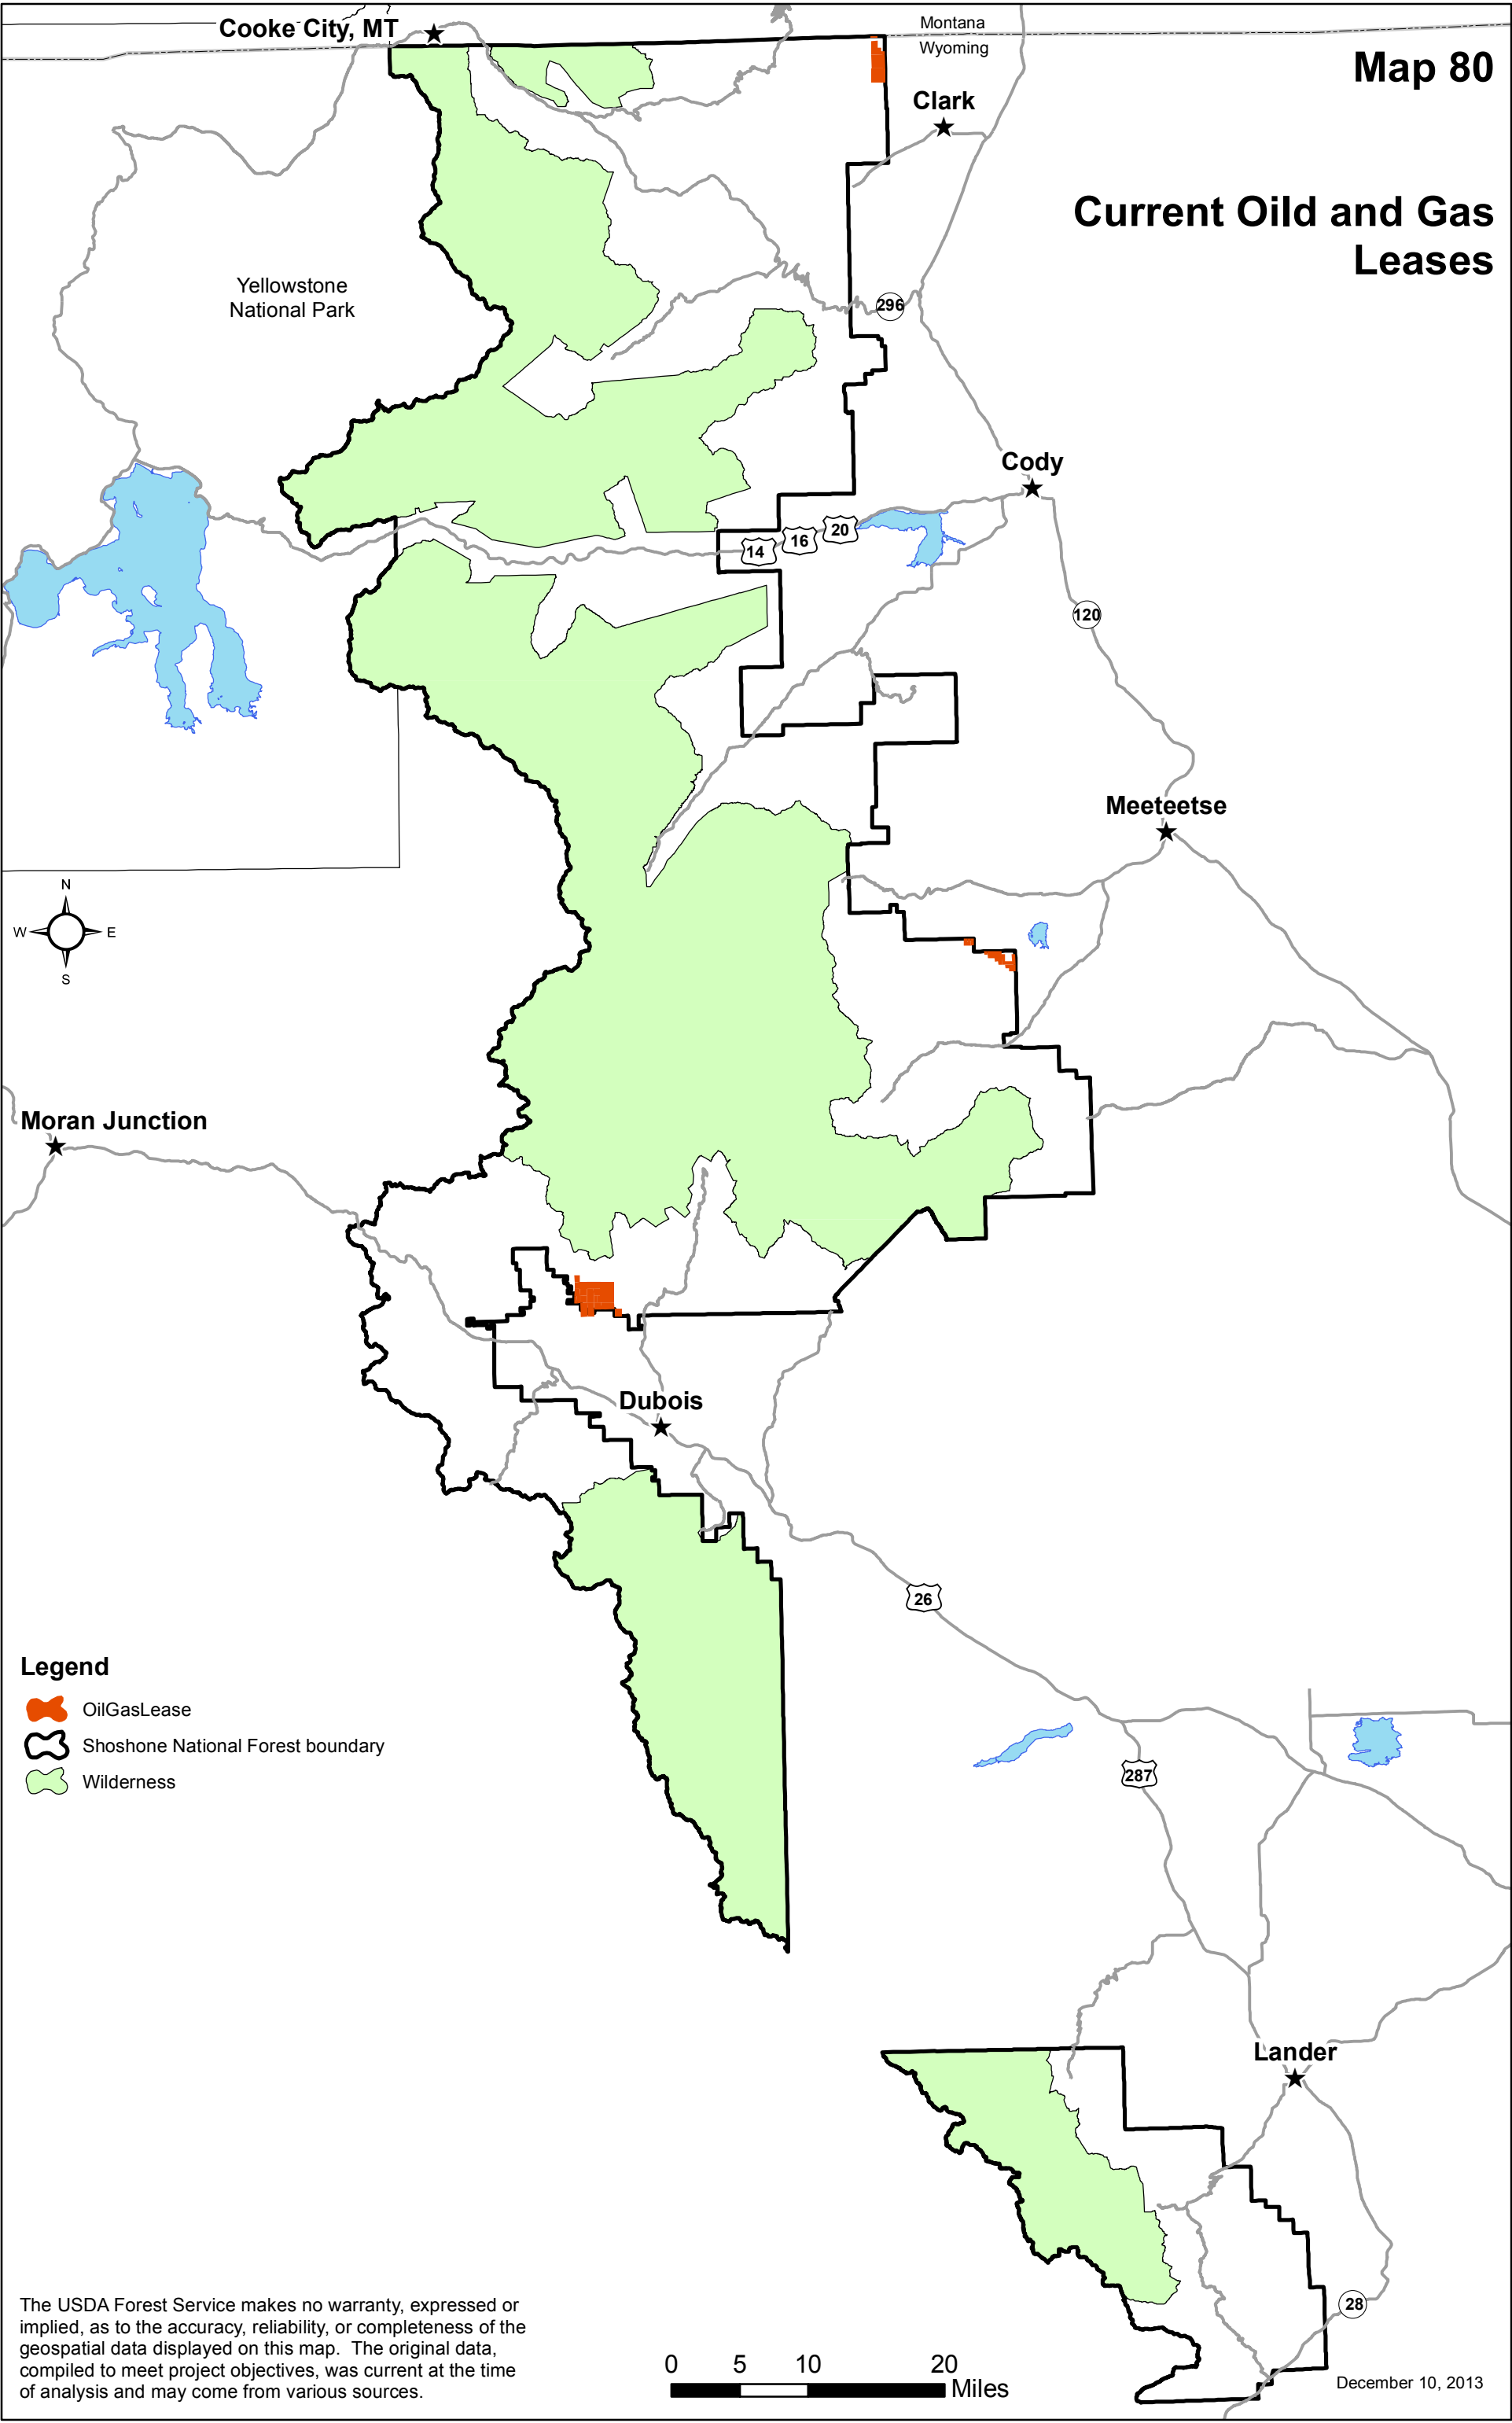 Cooke City, MT
Montana
Wyoming
Map 80
Clark
Current Oild and Gas
Leases
Yellowstone
National Park
296
Cody
20
16
14
120
Meeteetse
N
W
E
S
Moran Junction
Dubois
26
Legend
OilGasLease
Shoshone National Forest boundary
Wilderness
287
Lander
28
The USDA Forest Service makes no warranty, expressed or
implied, as to the accuracy, reliability, or completeness of the
geospatial data displayed on this map.  The original data,
compiled to meet project objectives, was current at the time
of analysis and may come from various sources.
0 5 10 20
Miles
December 10, 2013